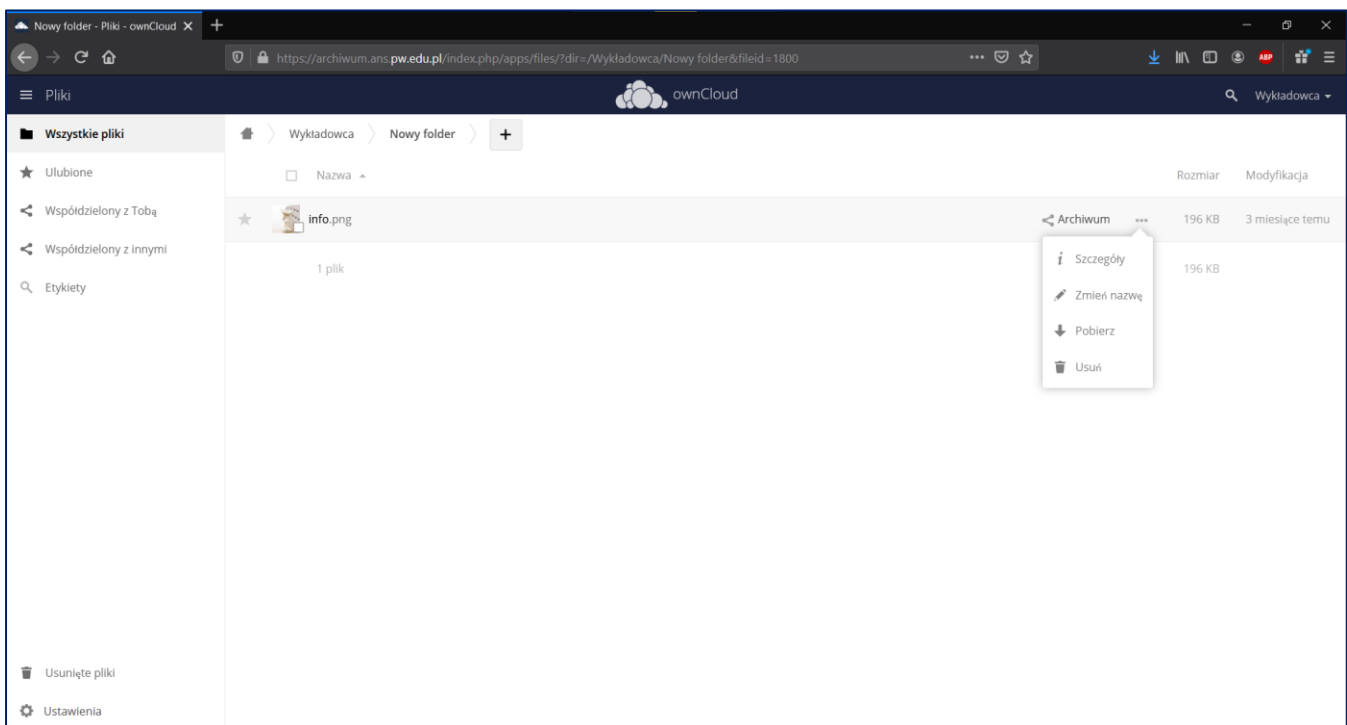 Nowy folder - Pliki - ownCloud
https://archiwum.ans.pw.edu.pl/index.php/apps/files/?dir=/Wykładowca/Nowy folder&fileid=1800
ABP
Pliki
ownCloud
Wykładowca
Wszystkie pliki
Wykładowca
Nowy folder
+
Ulubione
Nazwa
Rozmiar
Modyfikacja
Współdzielony z Tobą
info.png
Archiwum
196 KB
3 miesiące temu
Współdzielony z innymi
1 plik
196 KB
Szczegóły
Etykiety
Zmień nazwę
Pobierz
Usuń
Usunięte pliki
Ustawienia